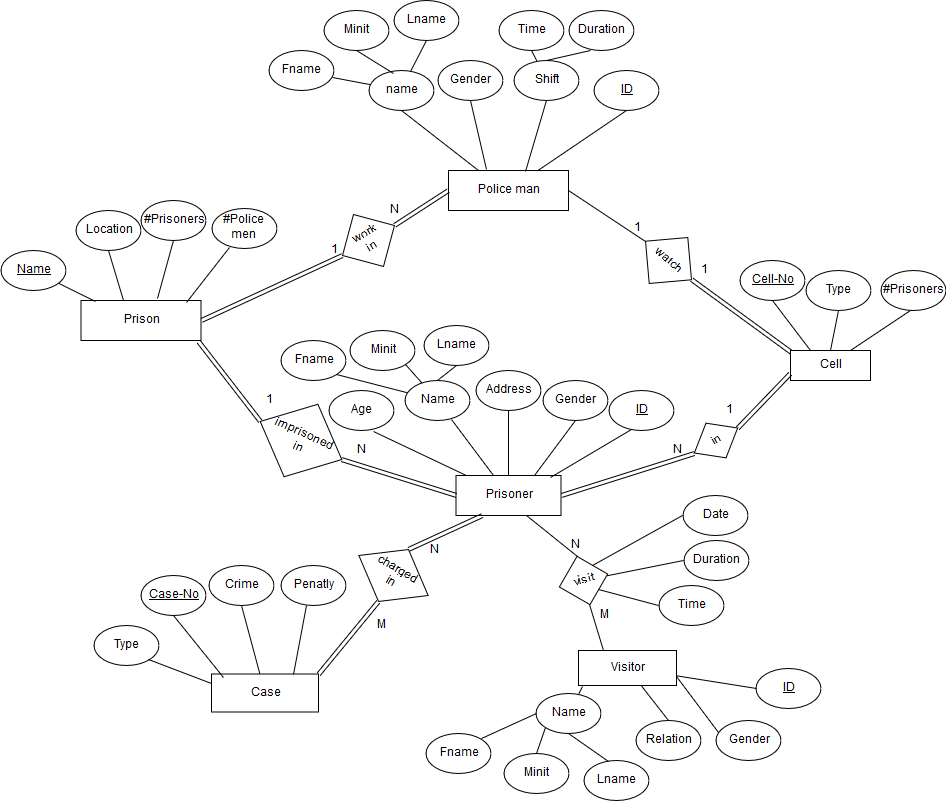 Lname
Minit
Time
Duration
Fname
name
Gender
Shift
ID
Police man
N
work
in
1
1
watch
1
Name
Location
#Prisoners
#Police
men
Prison
Cell-No
Type
#Prisoners
Cell
Fname
Minit
Lname
Age
Name
Address
Gender
ID
1
imprisoned
in
N
1
in
N
Prisoner
N
charged
in
M
N
visit
M
Date
Duration
Time
Case-No
Crime
Penatly
Type
Case
Visitor
ID
Name
Relation
Gender
Fname
Minit
Lname